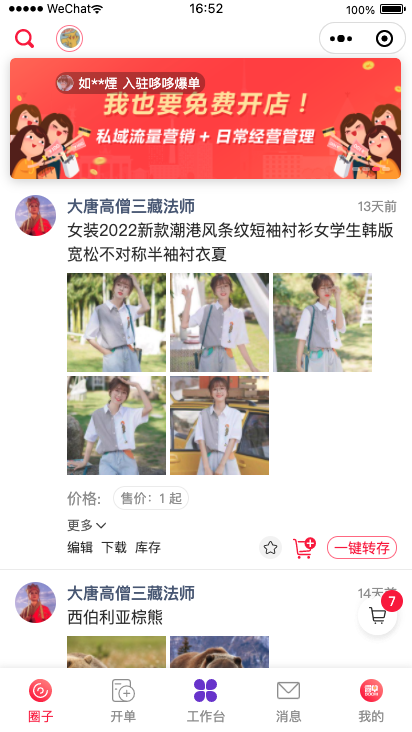 WeChat
16:52
100%
如**煙 入驻哆哆爆单
我也要免费开店！
私域流量营销 + 日常经营管理
大唐高僧三藏法师
13天前
女装2022新款潮港风条纹短袖衬衫女学生韩版
宽松不对称半袖衬衣夏
价格:
售价: 1 起
更多
编辑 下载 库存
一键转存
大唐高僧三藏法师
14天前
西伯利亚棕熊
7
圈子
开单
工作台
消息
我的